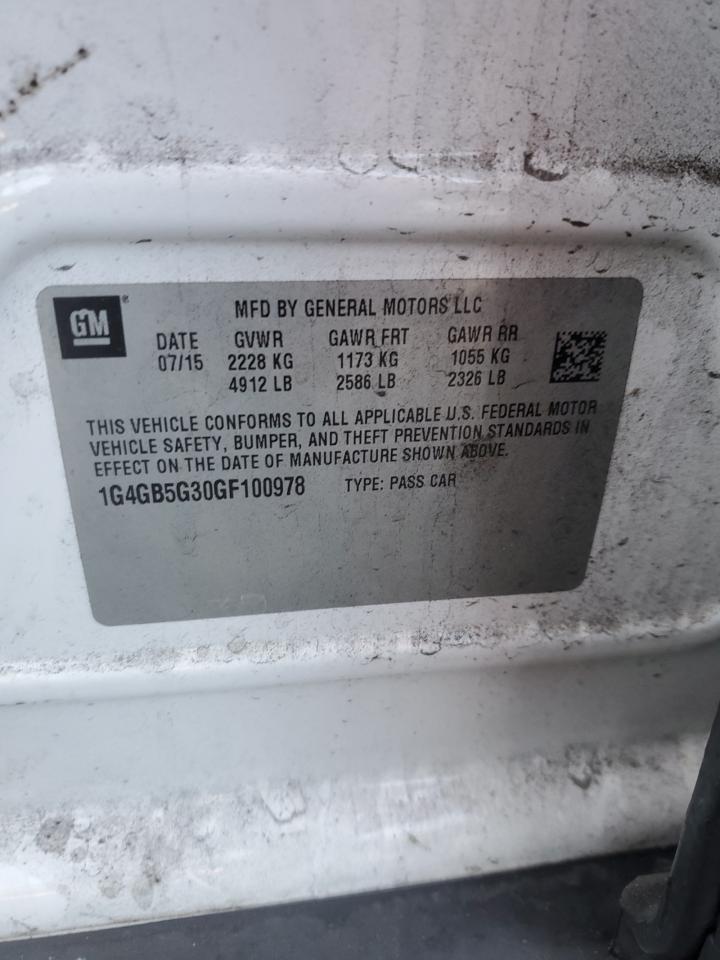 GM®
MFD BY GENERAL MOTORS LLC
DATE GVWR GAWR FRT GAWR RR
07/15 2228 KG 1173 KG 1055 KG
4912 LB 2586 LB 2326 LB
THIS VEHICLE CONFORMS TO ALL APPLICABLE U.S. FEDERAL MOTOR
VEHICLE SAFETY, BUMPER, AND THEFT PREVENTION STANDARDS IN
EFFECT ON THE DATE OF MANUFACTURE SHOWN ABOVE.
1G4GB5G30GF100978 TYPE: PASS CAR